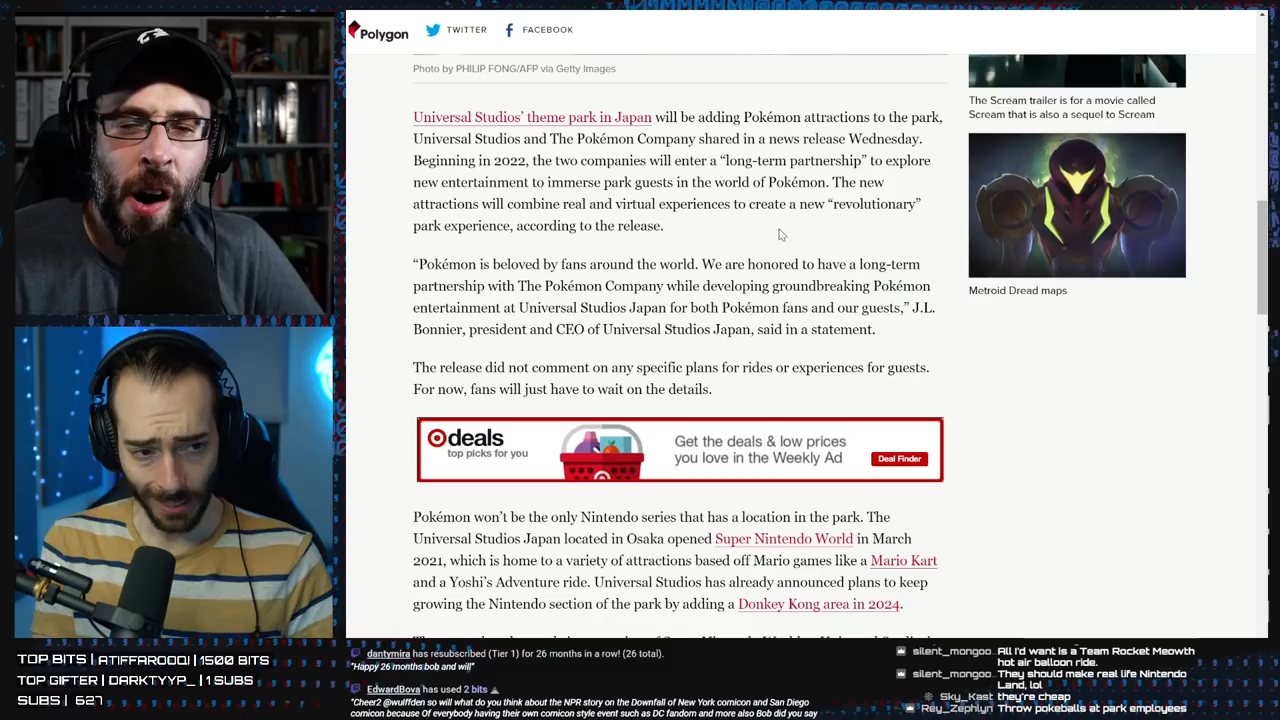 Polygon
TWITTER
FACEBOOK
Photo by PHILIP FONG/AFP via Getty Images
Universal Studios’ theme park in Japan will be adding Pokémon attractions to the park,
Universal Studios and The Pokémon Company shared in a news release Wednesday.
Beginning in 2022, the two companies will enter a “long-term partnership” to explore
new entertainment to immerse park guests in the world of Pokémon. The new
attractions will combine real and virtual experiences to create a new “revolutionary”
park experience, according to the release.
“Pokémon is beloved by fans around the world. We are honored to have a long-term
partnership with The Pokémon Company while developing groundbreaking Pokémon
entertainment at Universal Studios Japan for both Pokémon fans and our guests,” J.L.
Bonnier, president and CEO of Universal Studios Japan, said in a statement.
The release did not comment on any specific plans for rides or experiences for guests.
For now, fans will just have to wait on the details.
deals
top picks for you
Get the deals & low prices
you love in the Weekly Ad
Deal Finder
Pokémon won’t be the only Nintendo series that has a location in the park. The
Universal Studios Japan located in Osaka opened Super Nintendo World in March
2021, which is home to a variety of attractions based off Mario games like a Mario Kart
and a Yoshi’s Adventure ride. Universal Studios has already announced plans to keep
growing the Nintendo section of the park by adding a Donkey Kong area in 2024.
The Scream trailer is for a movie called
Scream that is also a sequel to Scream
Metroid Dread maps
TOP BITS | ATIFFAROOQI | 1500 BITS
TOP GIFTER | DARKTYYP_ | 1 SUBS
SUBS | 627
dantymira has resubscribed (Tier 1) for 26 months in a row! (26 total).
"Happy 26 months bob and will"
EdwardBova has used 2 bits
"Cheer2 @wulffden so will what do you think about the NPR story on the Downfall of New York comicon and San Diego
comicon because Of everybody having their own comicon style event such as DC fandom and more also Bob did you say
silent_mongoo.. All I'd want is a Team Rocket Meowth
hot air balloon ride.
silent_mongoo.. They should make real life Nintendo
Land, lol
Sky_Kast they're cheap
Rey_Zephlyn Throw pokeballs at park employees